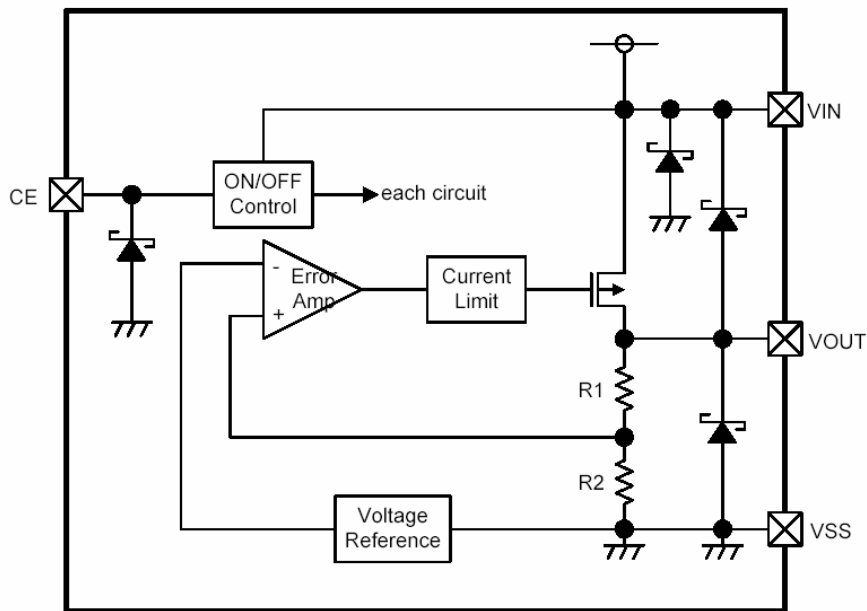 VIN
CE
ON/OFF
Control
each circuit
-
Error
Amp
+
Current
Limit
VOUT
R1
R2
Voltage
Reference
VSS